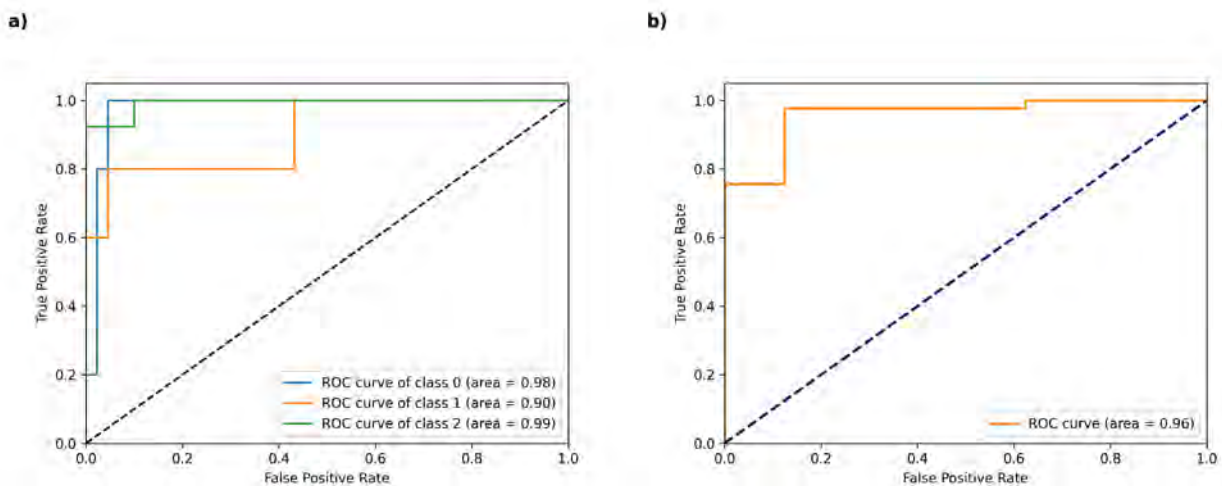 a)
1.0
0.8
0.6
0.4
0.2
0.0
True Positive Rate
0.0 0.2 0.4 0.6 0.8 1.0
False Positive Rate
ROC curve of class 0 (area = 0.98)
ROC curve of class 1 (area = 0.90)
ROC curve of class 2 (area = 0.99)
b)
1.0
0.8
0.6
0.4
0.2
0.0
True Positive Rate
0.0 0.2 0.4 0.6 0.8 1.0
False Positive Rate
ROC curve (area = 0.96)